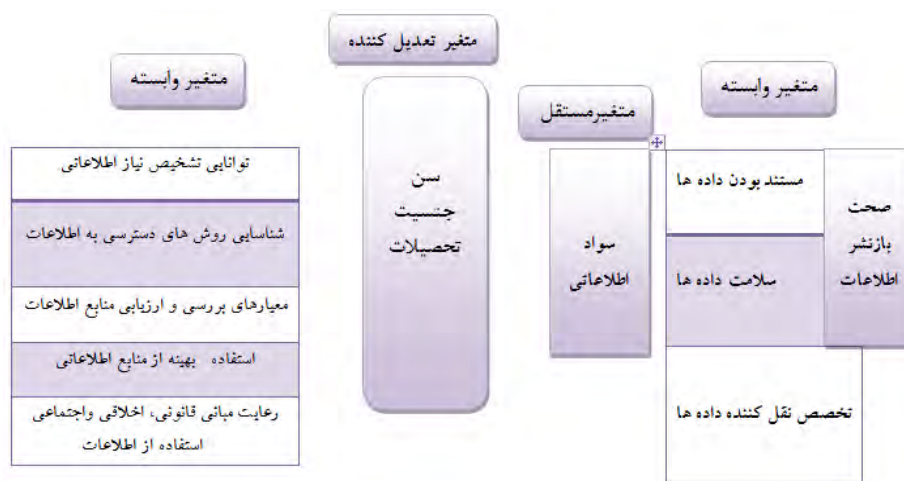 متغیر تعدیل کننده
متغیر وابسته
متغیرمستقل
متغیر وابسته
صحت
بازنشر
اطلاعات
مستند بودن داده ها
سلامت داده ها
تخصص نقل کننده داده ها
سواد
اطلاعاتی
سن
جنسیت
تحصیلات
توانایی تشخیص نیاز اطلاعاتی
شناسایی روش های دسترسی به اطلاعات
معیارهای بررسی و ارزیابی منابع اطلاعات
استفاده بهینه از منابع اطلاعاتی
رعایت مبانی قانونی، اخلاقی واجتماعی
استفاده از اطلاعات